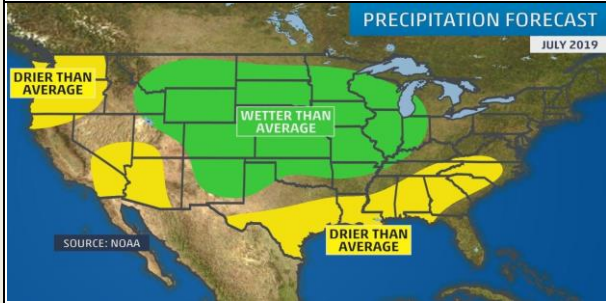 PRECIPITATION FORECAST
JULY 2019
DRIER THAN
AVERAGE
WETTER THAN
AVERAGE
SOURCE: NOAA
DRIER THAN
AVERAGE